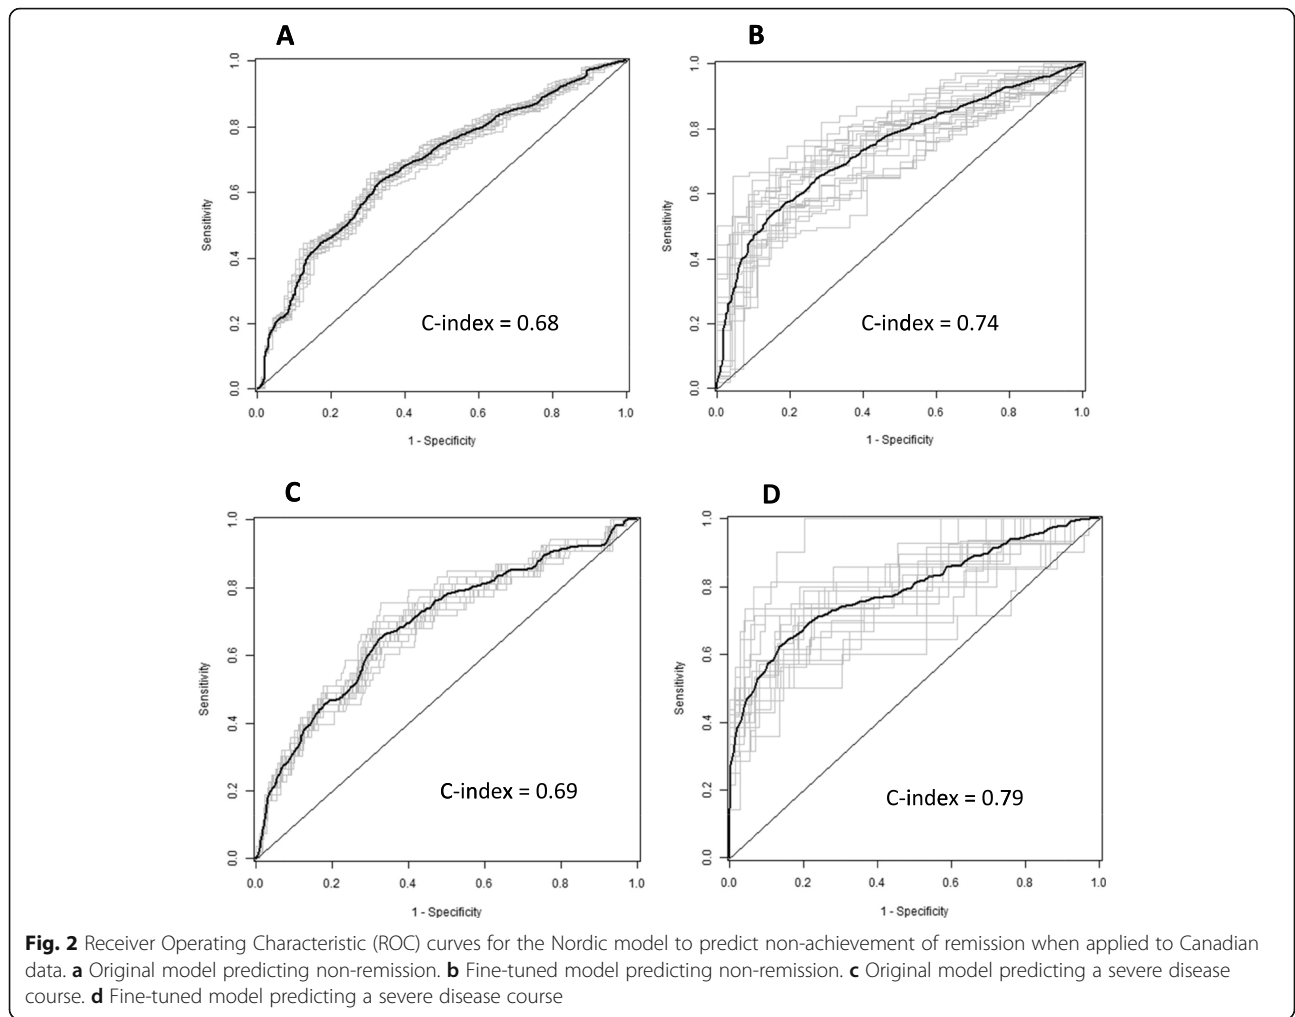 A
1.0
0.8
0.6
0.4
0.2
0.0
Sensitivity
C-index = 0.68
0.0 0.2 0.4 0.6 0.8 1.0
1 - Specificity
B
1.0
0.8
0.6
0.4
0.2
0.0
Sensitivity
C-index = 0.74
0.0 0.2 0.4 0.6 0.8 1.0
1 - Specificity
C
1.0
0.8
0.6
0.4
0.2
0.0
Sensitivity
C-index = 0.69
0.0 0.2 0.4 0.6 0.8 1.0
1 - Specificity
D
1.0
0.8
0.6
0.4
0.2
0.0
Sensitivity
C-index = 0.79
0.0 0.2 0.4 0.6 0.8 1.0
1 - Specificity
Fig. 2 Receiver Operating Characteristic (ROC) curves for the Nordic model to predict non-achievement of remission when applied to Canadian
data. a Original model predicting non-remission. b Fine-tuned model predicting non-remission. c Original model predicting a severe disease
course. d Fine-tuned model predicting a severe disease course